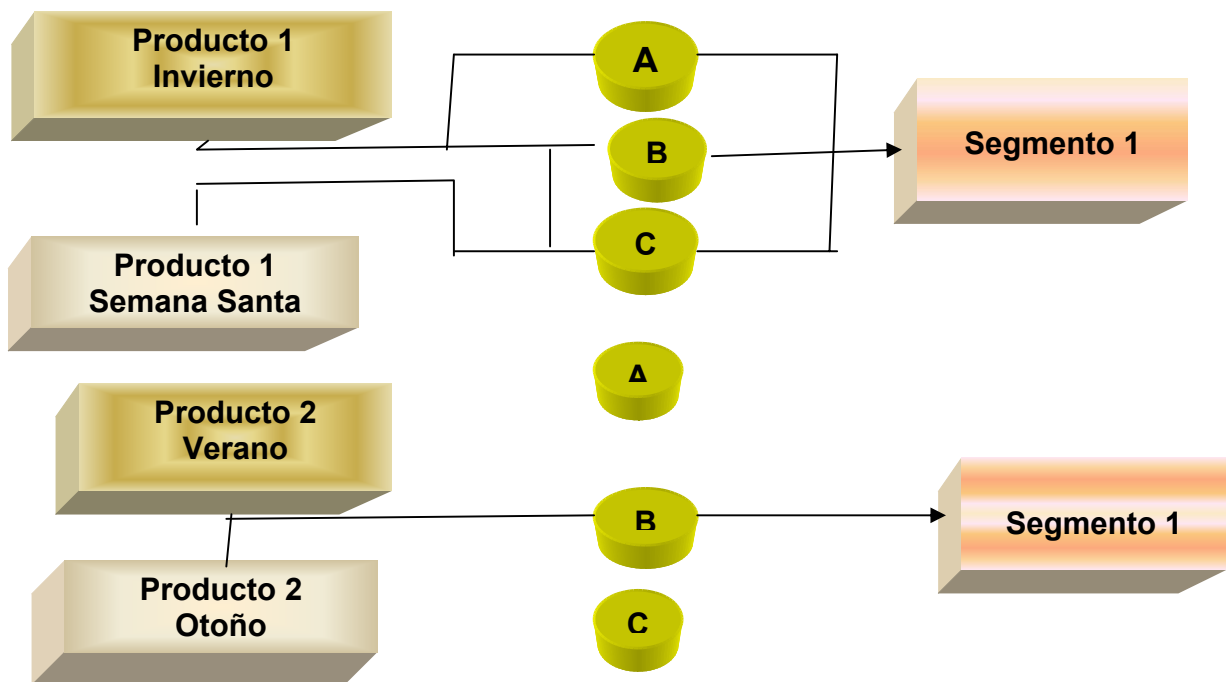 Producto 1
Invierno
A
B
C
Segmento 1
Producto 1
Semana Santa
A
Producto 2
Verano
B
Segmento 1
Producto 2
Otoño
C